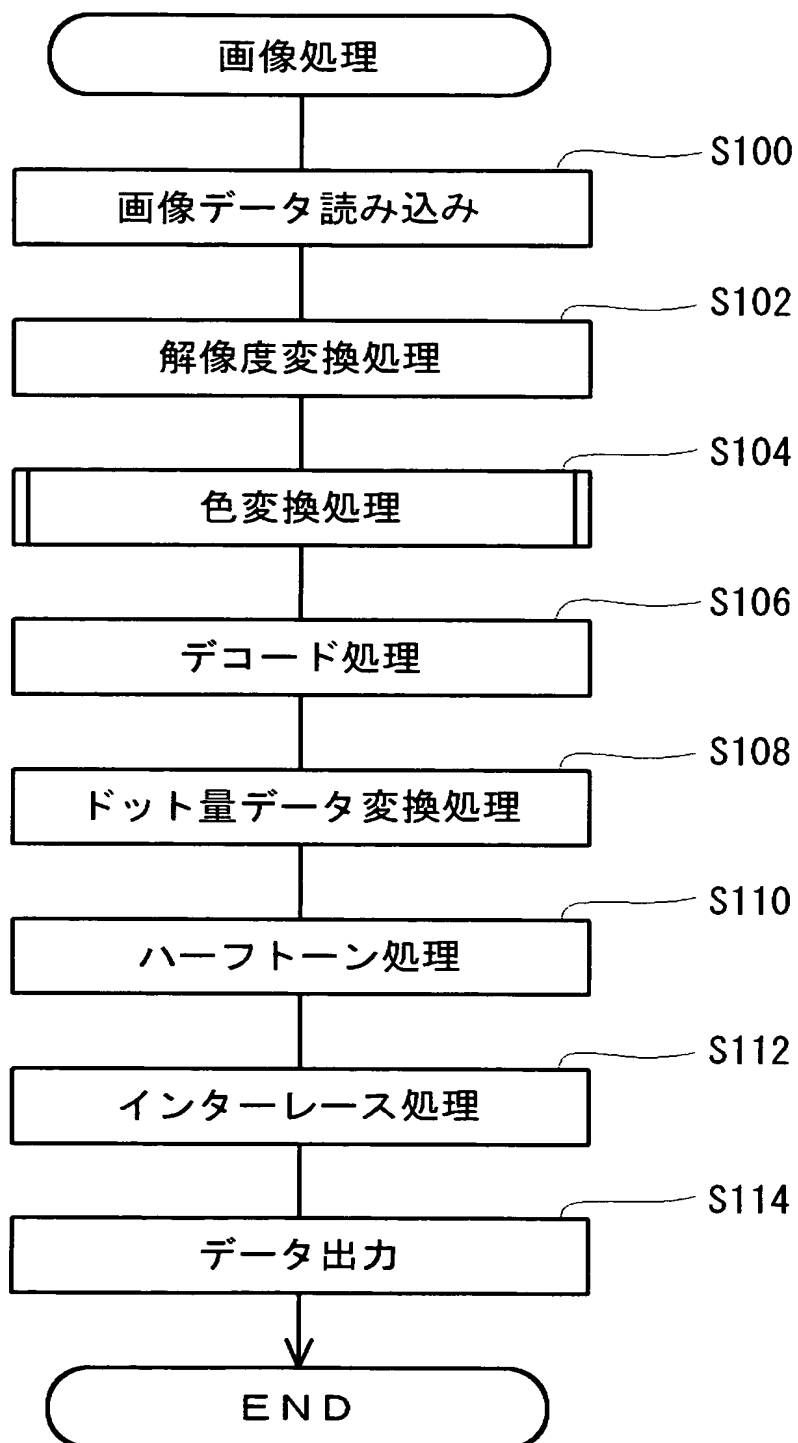 画像処理
S100
画像データ読み込み
S102
解像度変換処理
S104
色変換処理
S106
デコード処理
S108
ドット量データ変換処理
S110
ハーフトーン処理
S112
インターレース処理
S114
データ出力
END